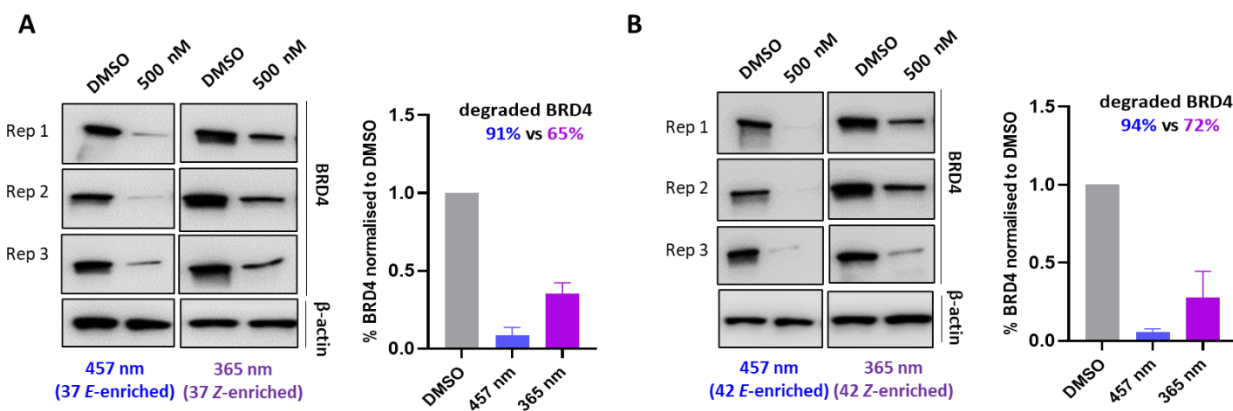 A
DMSO
500 nM
DMSO
500 nM
Rep 1
Rep 2
Rep 3
BRD4
β-actin
457 nm
(37 E-enriched)
365 nm
(37 Z-enriched)
% BRD4 normalised to DMSO
1.5
1.0
0.5
0.0
degraded BRD4
91% vs 65%
DMSO
457 nm
365 nm
B
DMSO
500 nM
DMSO
500 nM
Rep 1
Rep 2
Rep 3
BRD4
β-actin
457 nm
(42 E-enriched)
365 nm
(42 Z-enriched)
% BRD4 normalised to DMSO
1.5
1.0
0.5
0.0
degraded BRD4
94% vs 72%
DMSO
457 nm
365 nm